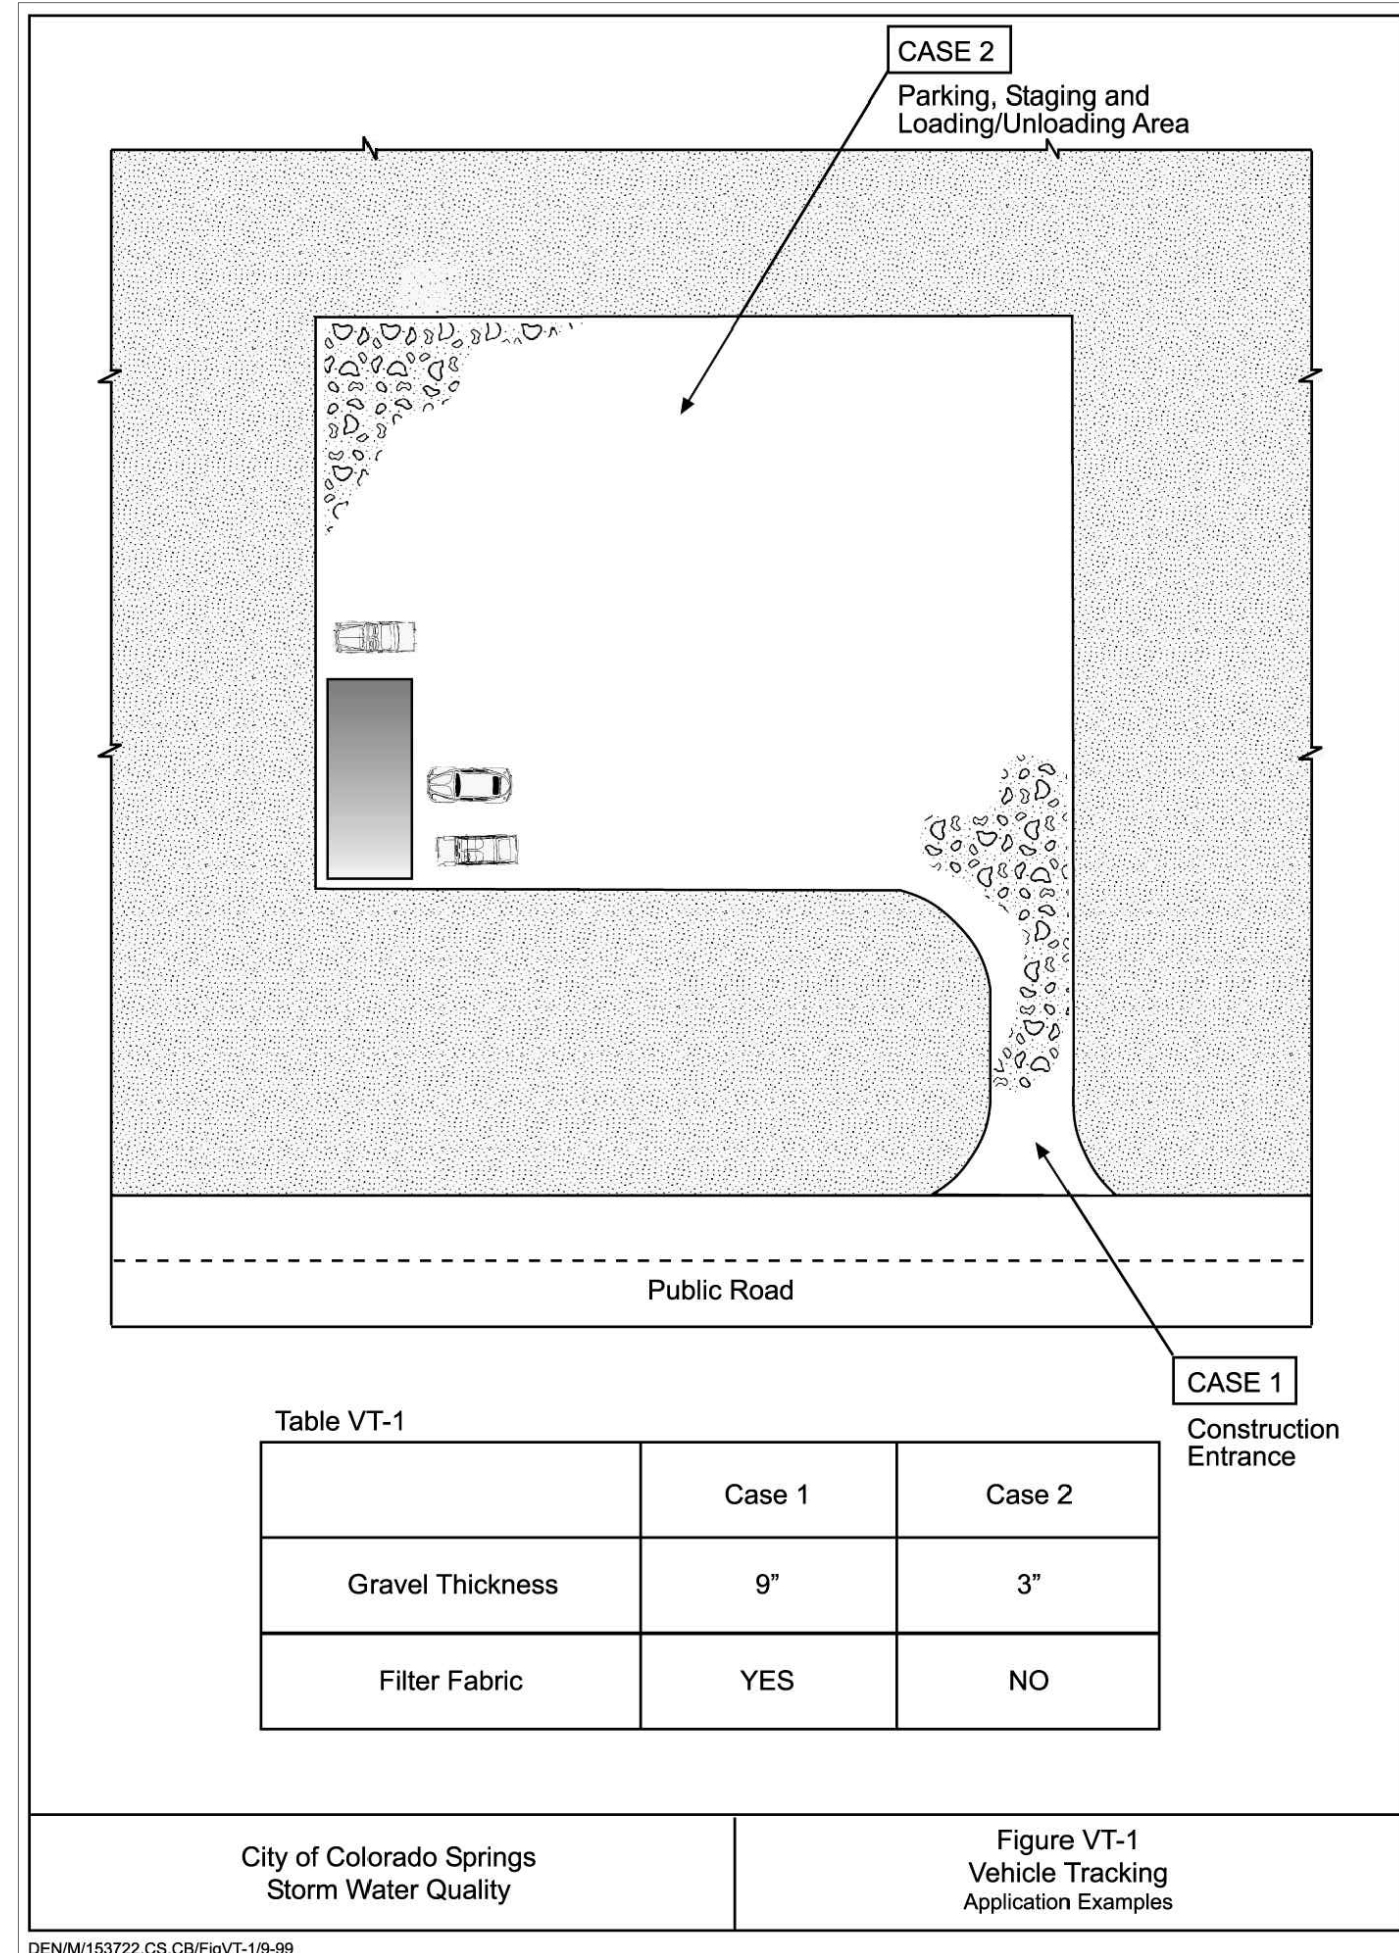 CASE 2
Parking, Staging and
Loading/Unloading Area
Public Road
CASE 1
Construction
Entrance
Table VT-1
Case 1 Case 2
Gravel Thickness 9” 3”
Filter Fabric YES NO
City of Colorado Springs
Storm Water Quality
Figure VT-1
Vehicle Tracking
Application Examples
DEN/M/153722.CS.CB/FigVT-1/9-99